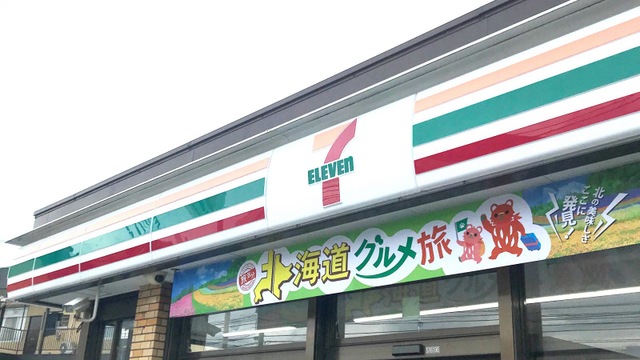 7
ELEVEn
北海道グルメ旅
北の美味しさ
ここに
発見!